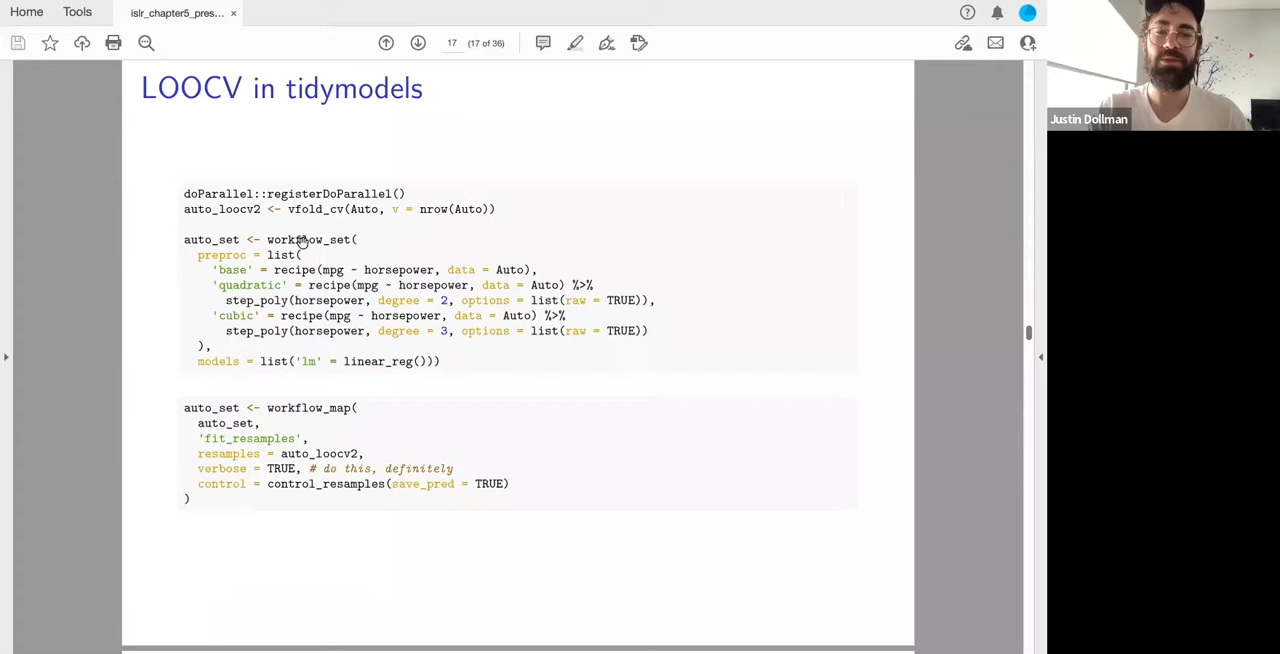 Home Tools islr_chapter5_pres... ×
17 (17 of 36)
LOOCV in tidymodels
doParallel::registerDoParallel()
auto_loocv2 <- vfold_cv(Auto, v = nrow(Auto))
auto_set <- workflow_set(
preproc = list(
'base' = recipe(mpg ~ horsepower, data = Auto),
'quadratic' = recipe(mpg ~ horsepower, data = Auto) %>%
step_poly(horsepower, degree = 2, options = list(raw = TRUE)),
'cubic' = recipe(mpg ~ horsepower, data = Auto) %>%
step_poly(horsepower, degree = 3, options = list(raw = TRUE))
),
models = list('lm' = linear_reg()))
auto_set <- workflow_map(
auto_set,
'fit_resamples',
resamples = auto_loocv2,
verbose = TRUE, # do this, definitely
control = control_resamples(save_pred = TRUE)
)
Justin Dollman